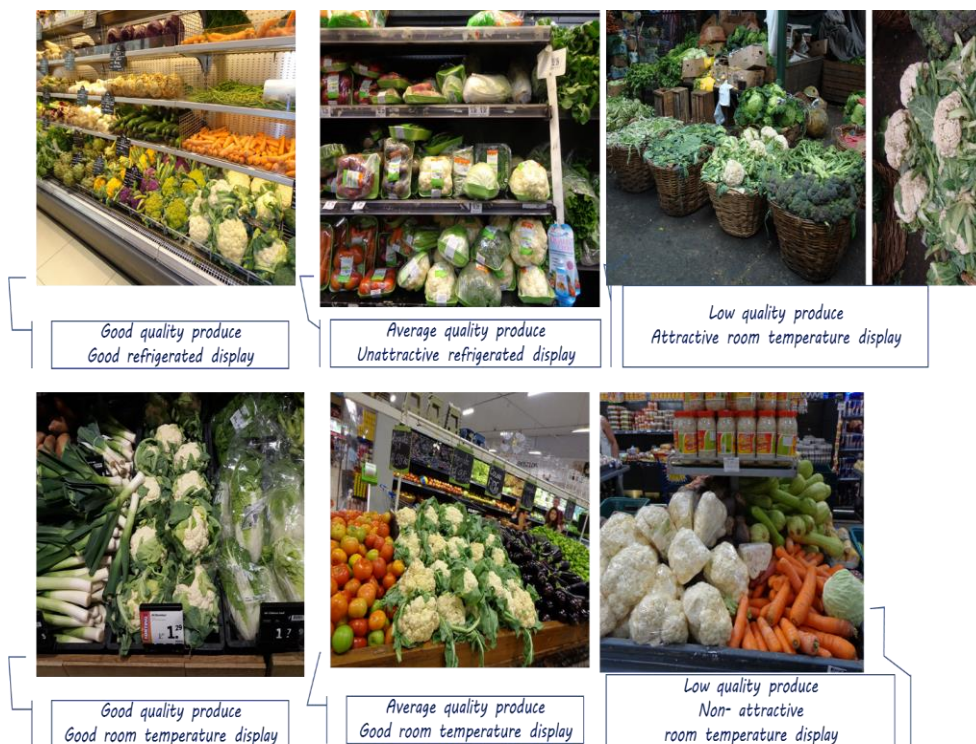 Good quality produce
Good refrigerated display
Average quality produce
Unattractive refrigerated display
Low quality produce
Attractive room temperature display
1.29
Good quality produce
Good room temperature display
Average quality produce
Good room temperature display
Low quality produce
Non- attractive
room temperature display